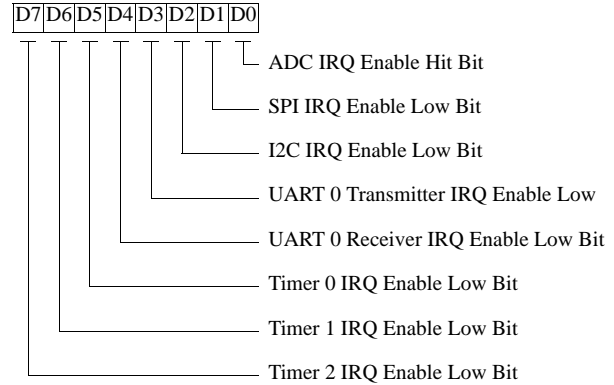 D7 D6 D5 D4 D3 D2 D1 D0
ADC IRQ Enable Hit Bit
SPI IRQ Enable Low Bit
I2C IRQ Enable Low Bit
UART 0 Transmitter IRQ Enable Low
UART 0 Receiver IRQ Enable Low Bit
Timer 0 IRQ Enable Low Bit
Timer 1 IRQ Enable Low Bit
Timer 2 IRQ Enable Low Bit